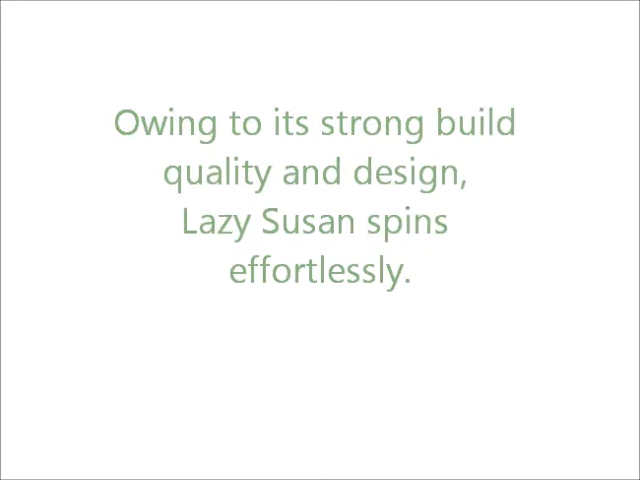 Owing to its strong build
quality and design,
Lazy Susan spins
effortlessly.